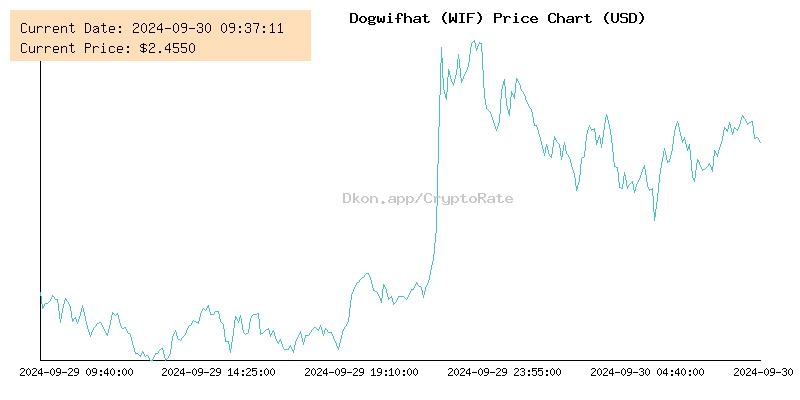 Dogwifhat (WIF) Price Chart (USD)
Current Date: 2024-09-30 09:37:11
Current Price: $2.4550
Dkon.app/CryptoRate
2024-09-29 09:40:00
2024-09-29 14:25:00
2024-09-29 19:10:00
2024-09-29 23:55:00
2024-09-30 04:40:00
2024-09-30